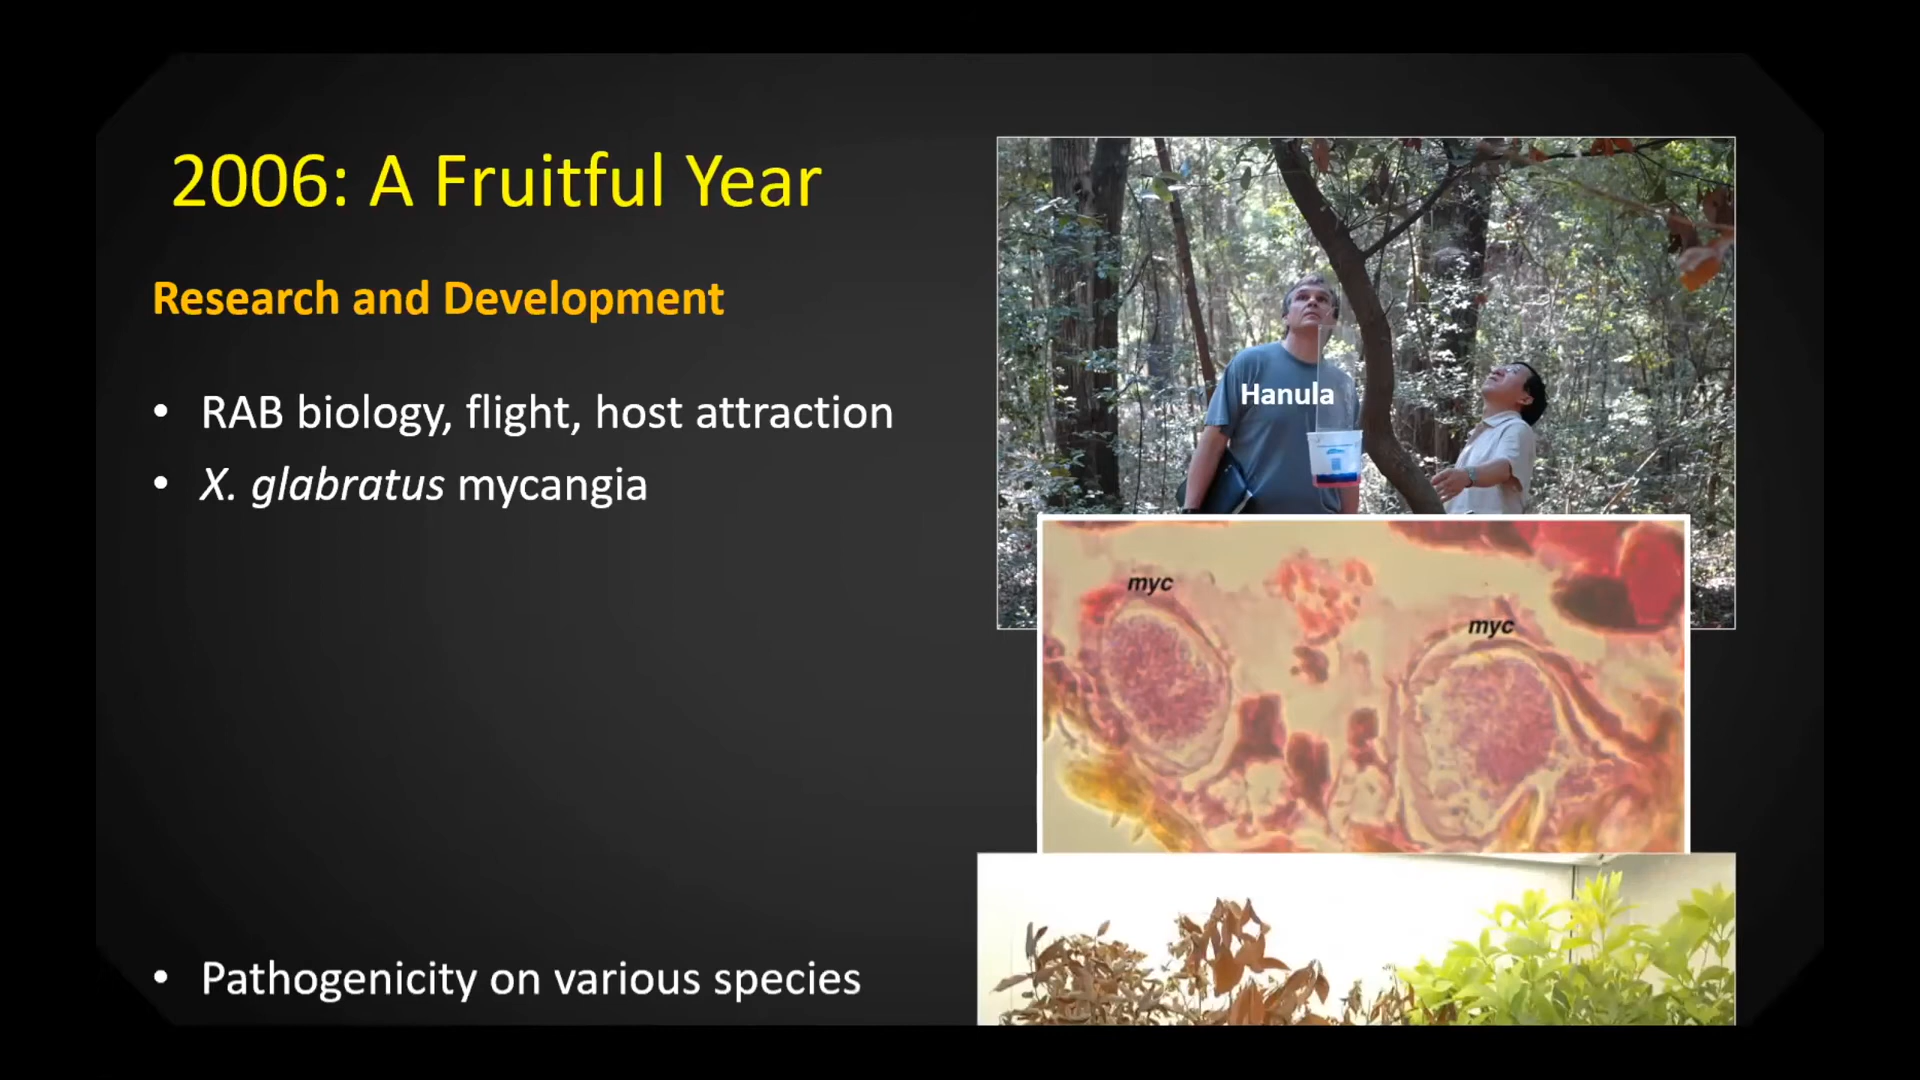 2006: A Fruitful Year
Research and Development
• RAB biology, flight, host attraction
• X. glabratus mycangia
• Pathogenicity on various species
Hanula
myc
myc